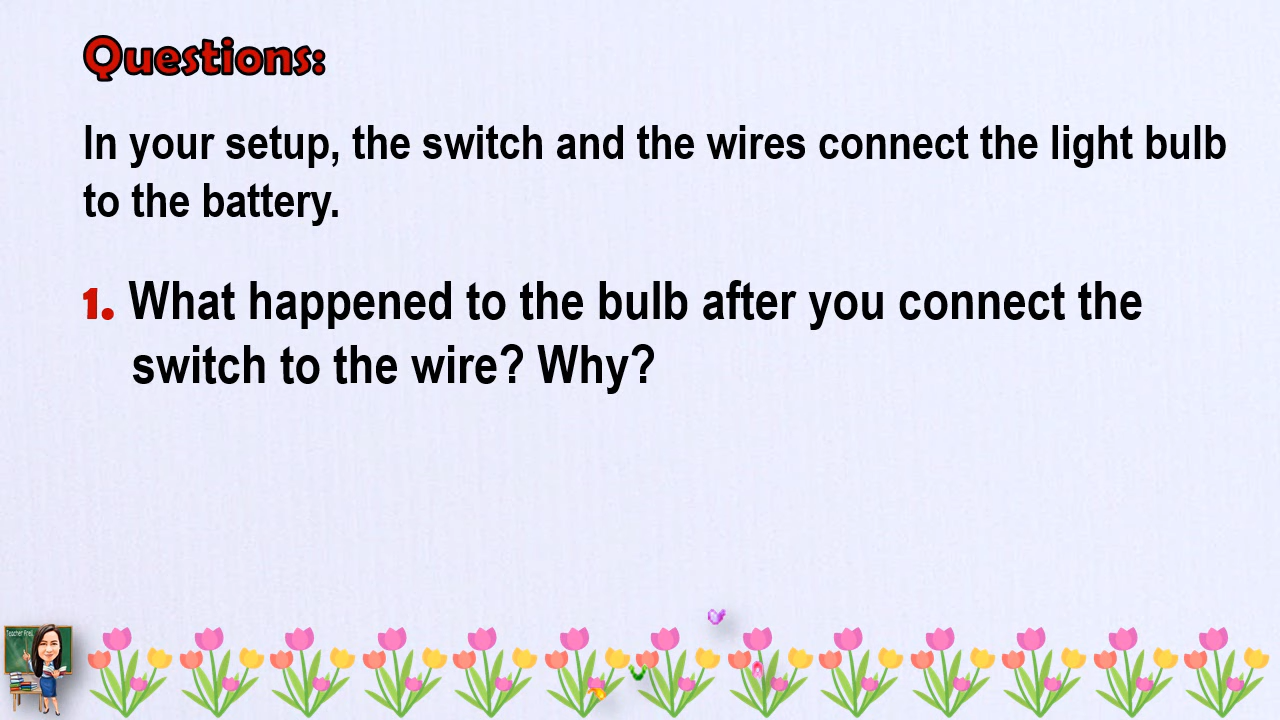 Questions:
In your setup, the switch and the wires connect the light bulb
to the battery.
1. What happened to the bulb after you connect the
switch to the wire? Why?